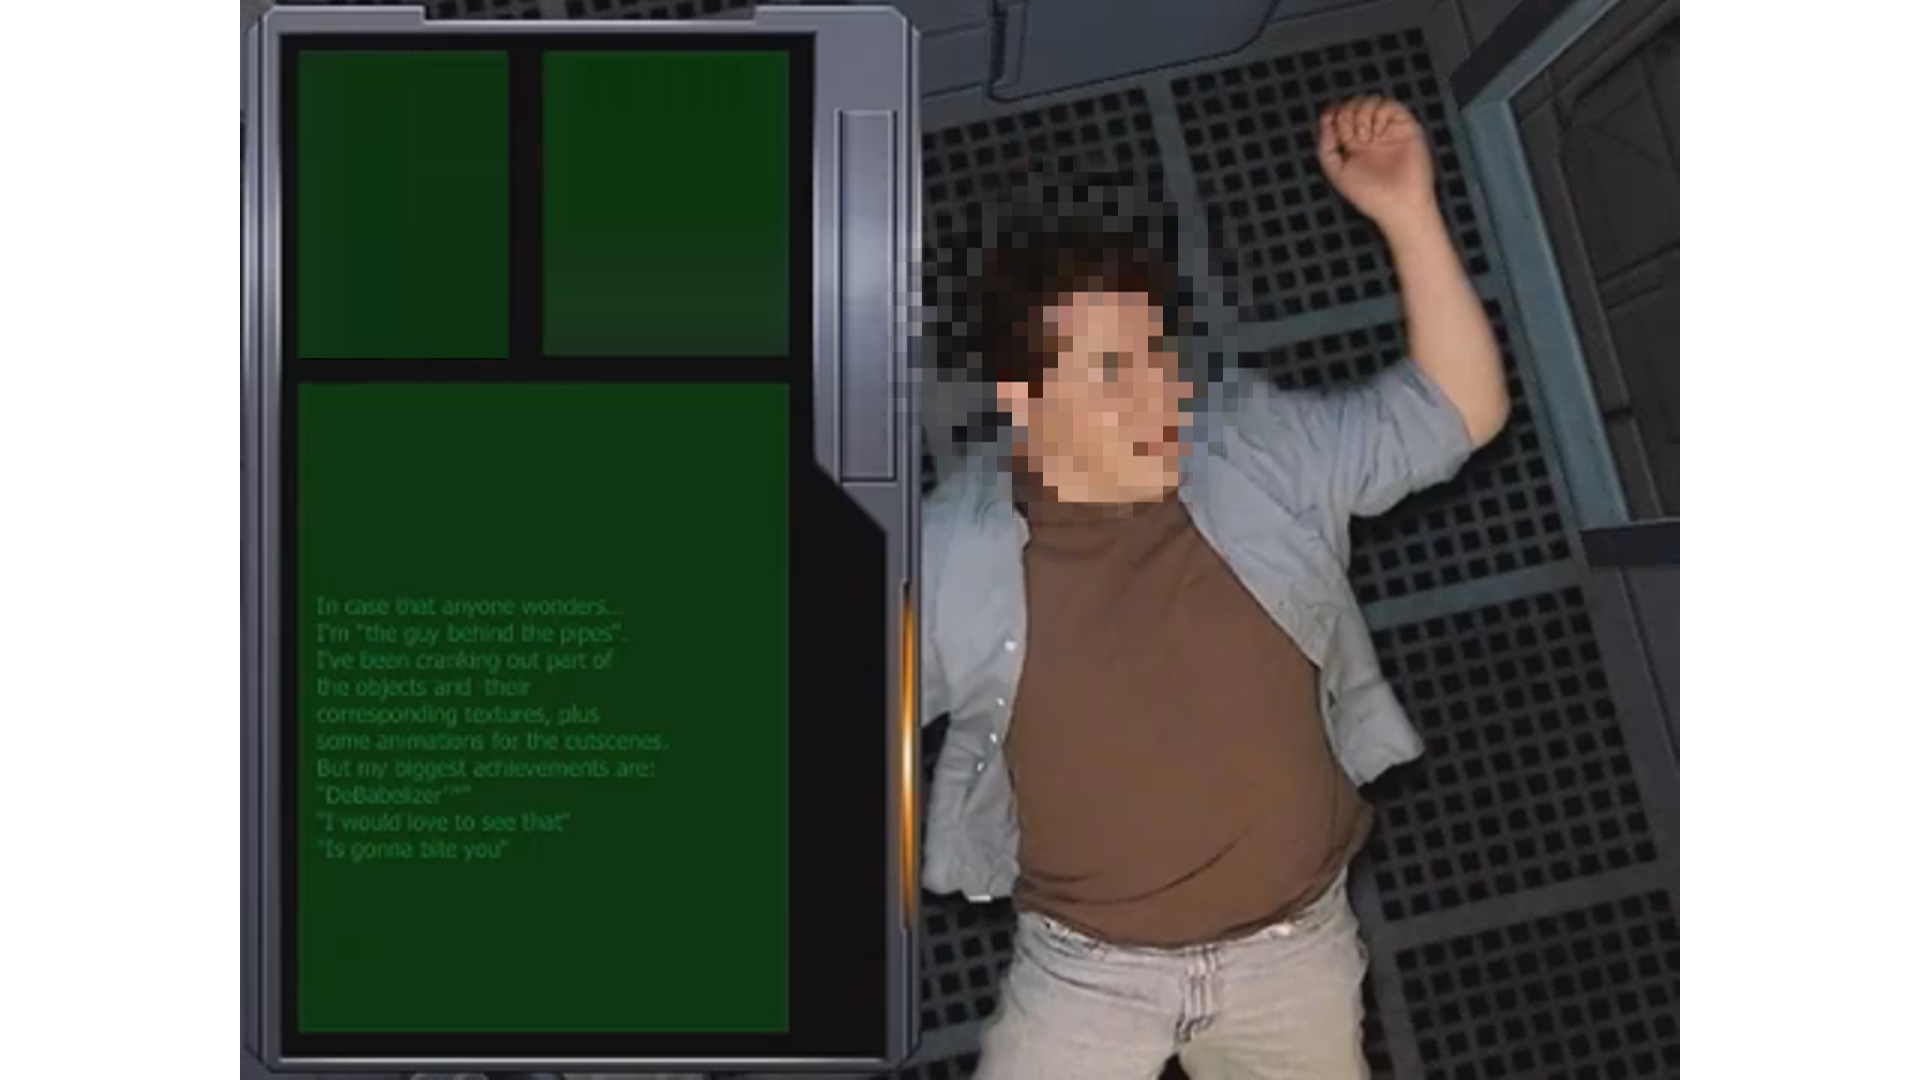 In case that anyone wonders...
I'm "the guy behind the pipes".
I've been cranking out part of
the objects and  their
corresponding textures, plus
some animations for the cutscenes.
But my biggest achievements are:
"DeBabelizer
"I would love to see that"
"Is gonna bite you"